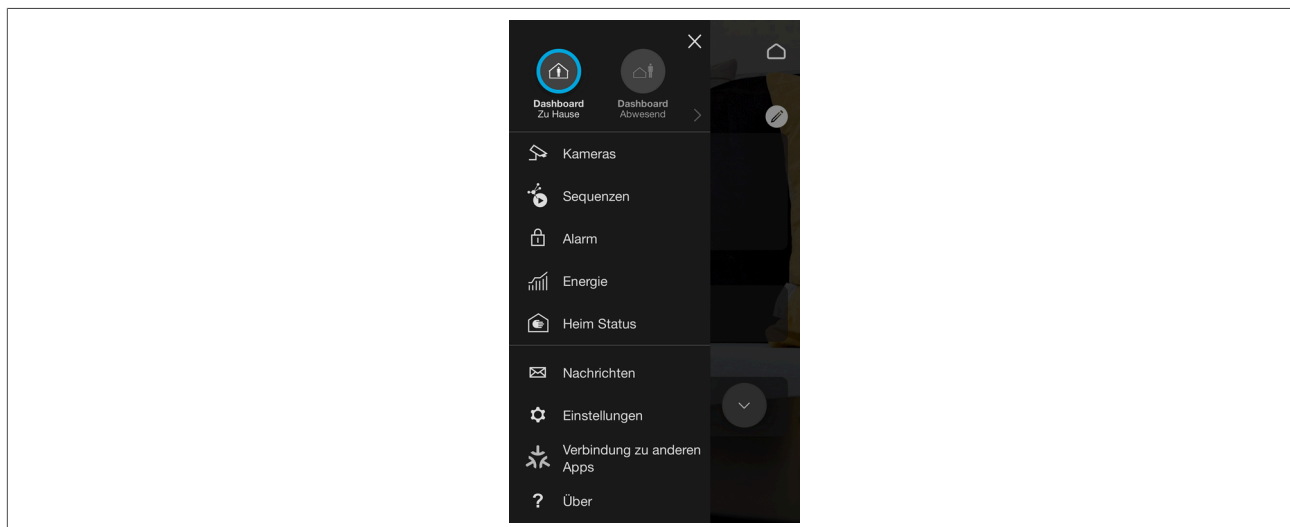 Dashboard
Zu Hause
Dashboard
Abwesend
Kameras
Sequenzen
Alarm
Energie
Heim Status
Nachrichten
Einstellungen
Verbindung zu anderen
Apps
Über